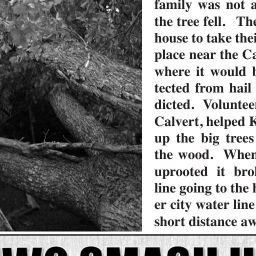 family was not a
the tree fell. The
house to take thei
place near the Ca
where it would b
tected from hail
dicted. Voluntee
Calvert, helped K
up the big trees
the wood. When
uprooted it bro
line going to the h
er city water line
short distance aw
SMASH